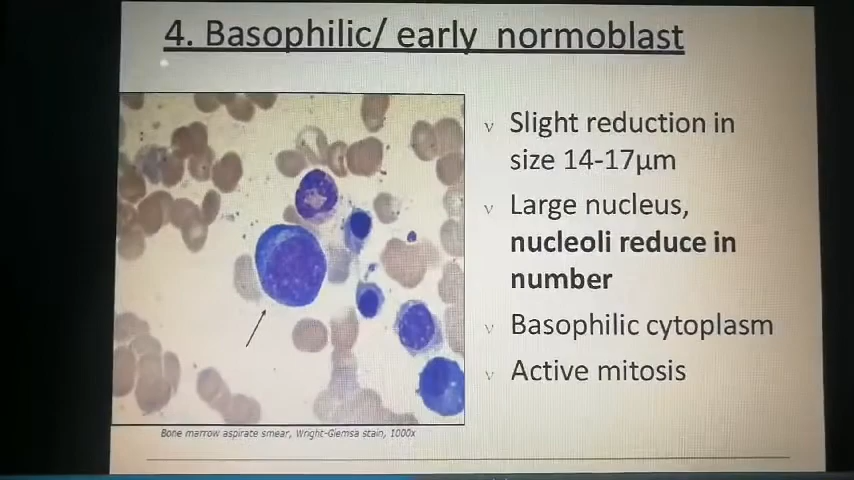 4. Basophilic/ early normoblast
Slight reduction in
size 14-17µm
Large nucleus,
nucleoli reduce in
number
Basophilic cytoplasm
Active mitosis
Bone marrow aspirate smear, Wright-Giemsa stain, 1000x